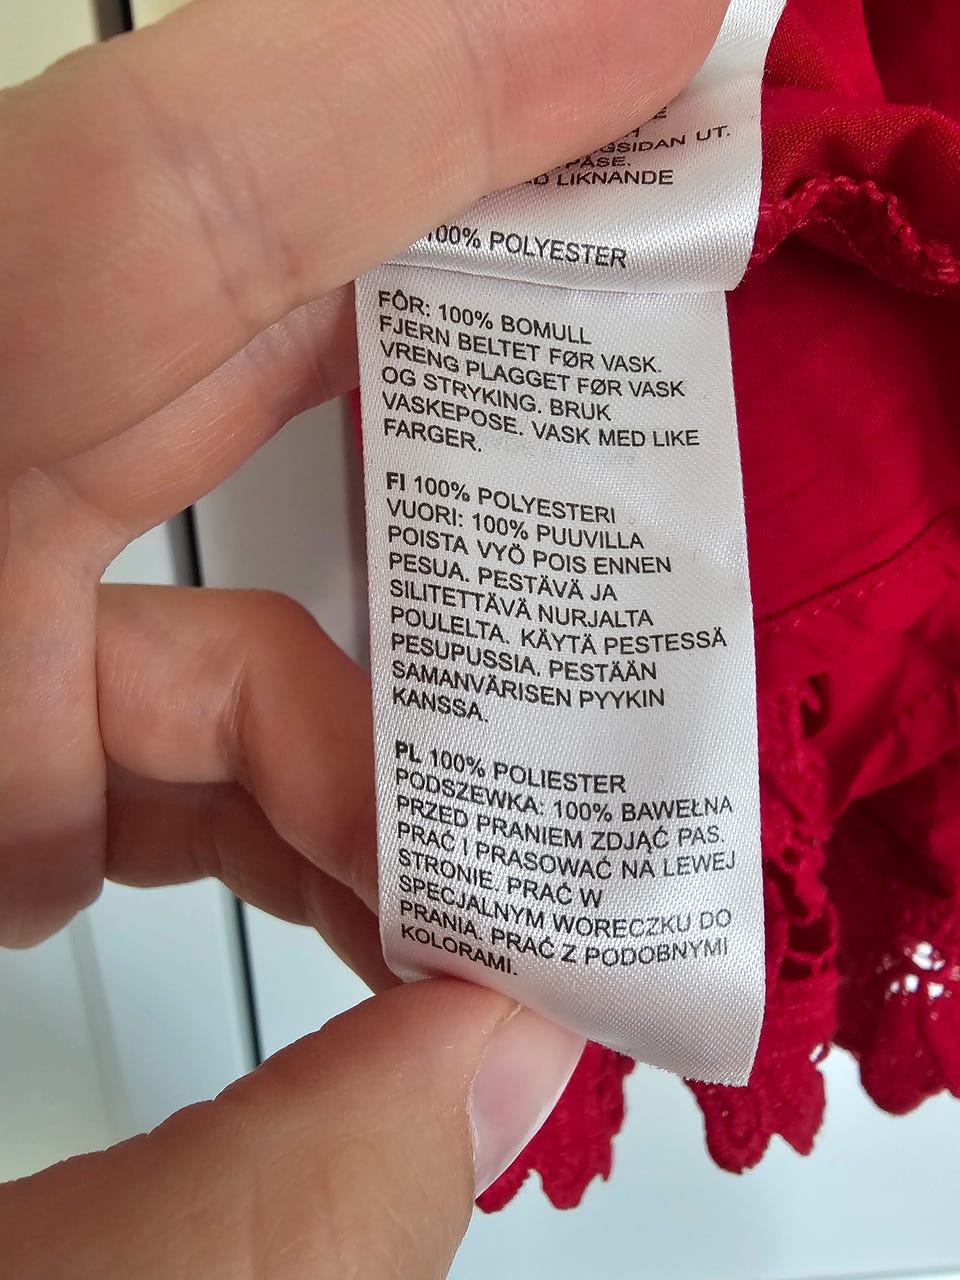 UT.
LIKNANDE
100% POLYESTER
FÔR: 100% BOMULL
FJERN BELTET FØR VASK.
VRENG PLAGGET FØR VASK
OG STRYKING. BRUK
VASKEPOSE. VASK MED LIKE
FARGER.
FI 100% POLYESTERI
VUORI: 100% PUUVILLA
POISTA VYÖ POIS ENNEN
PESUA. PESTÄVÄ JA
SILITETTÄVÄ NURJALTA
POULELTA. KÄYTÄ PESTESSÄ
PESUPUSSIA. PESTÄÄN
SAMANVÄRISEN PYYKIN
KANSSA.
PL 100% POLIESTER
PODSZEWKA: 100% BAWEŁNA
PRZED PRANIEM ZDJĄĆ PAS.
PRAĆ I PRASOWAĆ NA LEWEJ
STRONIE. PRAĆ W
SPECJALNYM WORECZKU DO
PRANIA. PRAĆ Z PODOBNYMI
KOLORAMI.